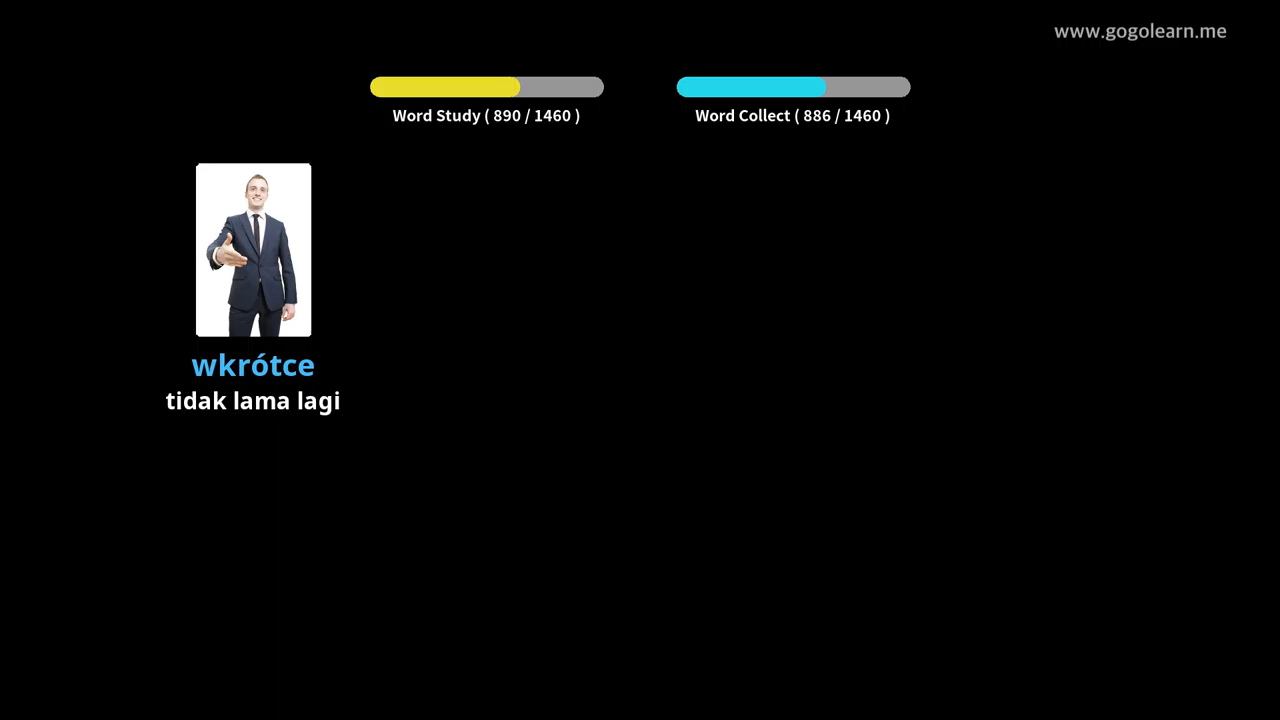 www.gogolearn.me
Word Study ( 890 / 1460 )
Word Collect ( 886 / 1460 )
wkrótce
tidak lama lagi